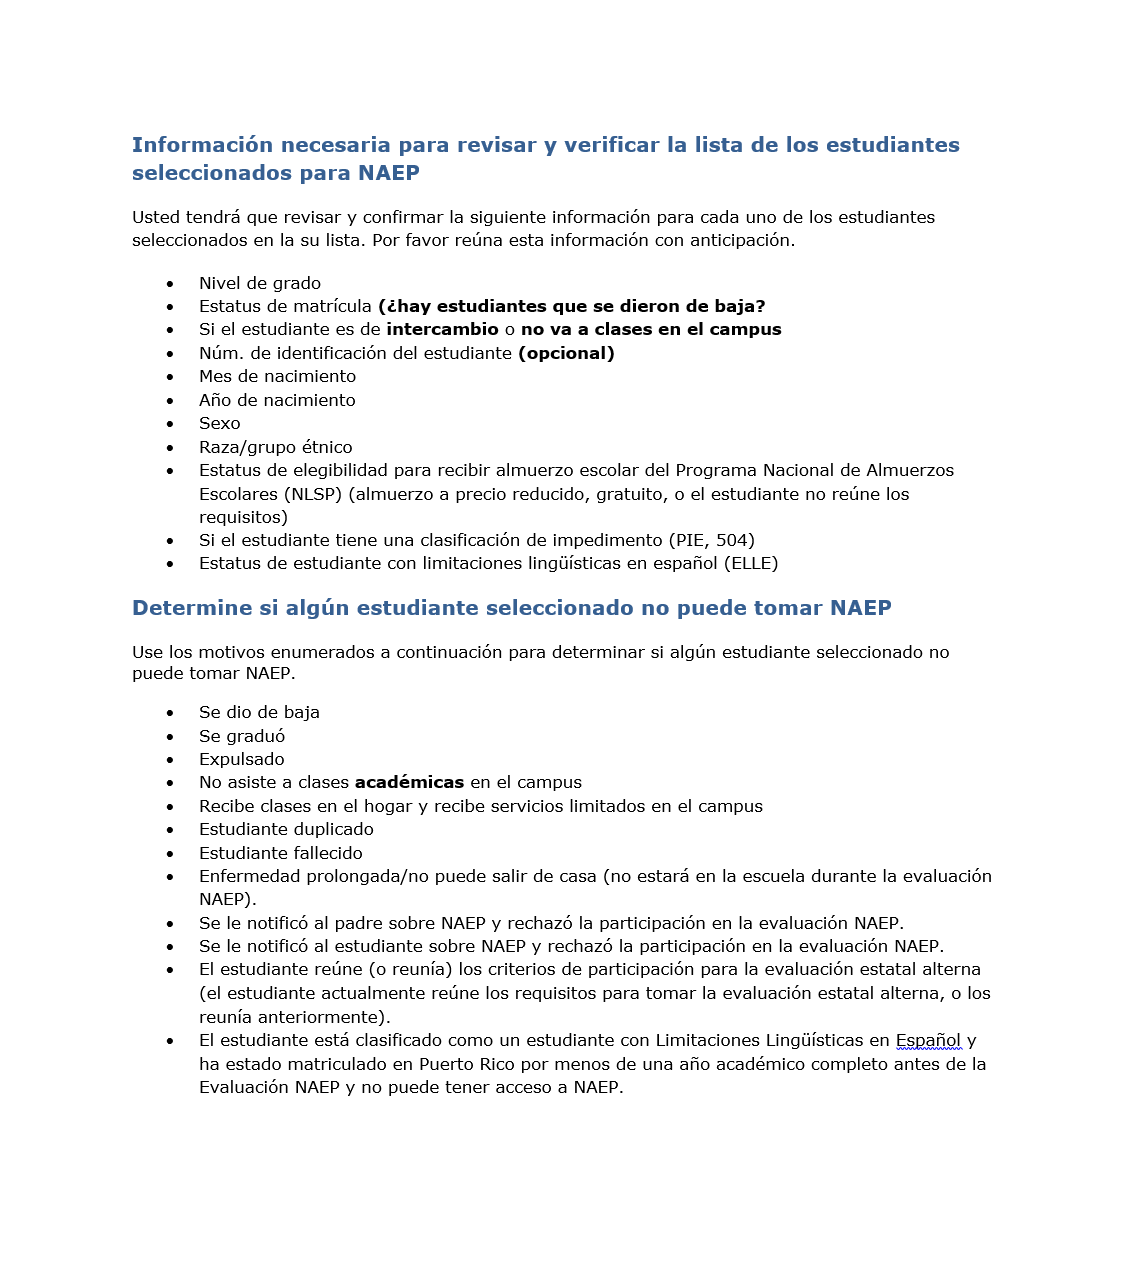 Información necesaria para revisar y verificar la lista de los estudiantes
seleccionados para NAEP
Usted tendrá que revisar y confirmar la siguiente información para cada uno de los estudiantes
seleccionados en la su lista. Por favor reúna esta información con anticipación.
• Nivel de grado
• Estatus de matrícula (¿hay estudiantes que se dieron de baja?
• Si el estudiante es de intercambio o no va a clases en el campus
• Núm. de identificación del estudiante (opcional)
• Mes de nacimiento
• Año de nacimiento
• Sexo
• Raza/grupo étnico
• Estatus de elegibilidad para recibir almuerzo escolar del Programa Nacional de Almuerzos
Escolares (NLSP) (almuerzo a precio reducido, gratuito, o el estudiante no reúne los
requisitos)
• Si el estudiante tiene una clasificación de impedimento (PIE, 504)
• Estatus de estudiante con limitaciones lingüísticas en español (ELLE)
Determine si algún estudiante seleccionado no puede tomar NAEP
Use los motivos enumerados a continuación para determinar si algún estudiante seleccionado no
puede tomar NAEP.
• Se dio de baja
• Se graduó
• Expulsado
• No asiste a clases académicas en el campus
• Recibe clases en el hogar y recibe servicios limitados en el campus
• Estudiante duplicado
• Estudiante fallecido
• Enfermedad prolongada/no puede salir de casa (no estará en la escuela durante la evaluación
NAEP).
• Se le notificó al padre sobre NAEP y rechazó la participación en la evaluación NAEP.
• Se le notificó al estudiante sobre NAEP y rechazó la participación en la evaluación NAEP.
• El estudiante reúne (o reunía) los criterios de participación para la evaluación estatal alterna
(el estudiante actualmente reúne los requisitos para tomar la evaluación estatal alterna, o los
reunía anteriormente).
• El estudiante está clasificado como un estudiante con Limitaciones Lingüísticas en Español y
ha estado matriculado en Puerto Rico por menos de una año académico completo antes de la
Evaluación NAEP y no puede tener acceso a NAEP.